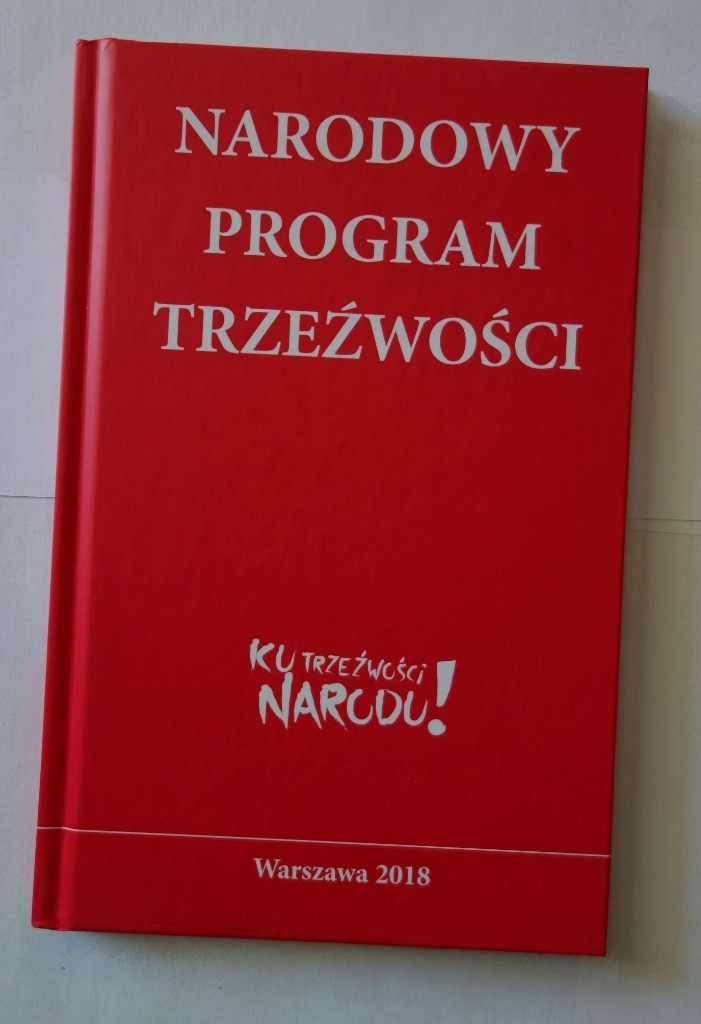 NARODOWY
PROGRAM
TRZEŹWOŚCI
KU TRZEŹWOŚCI
NARODU!
Warszawa 2018